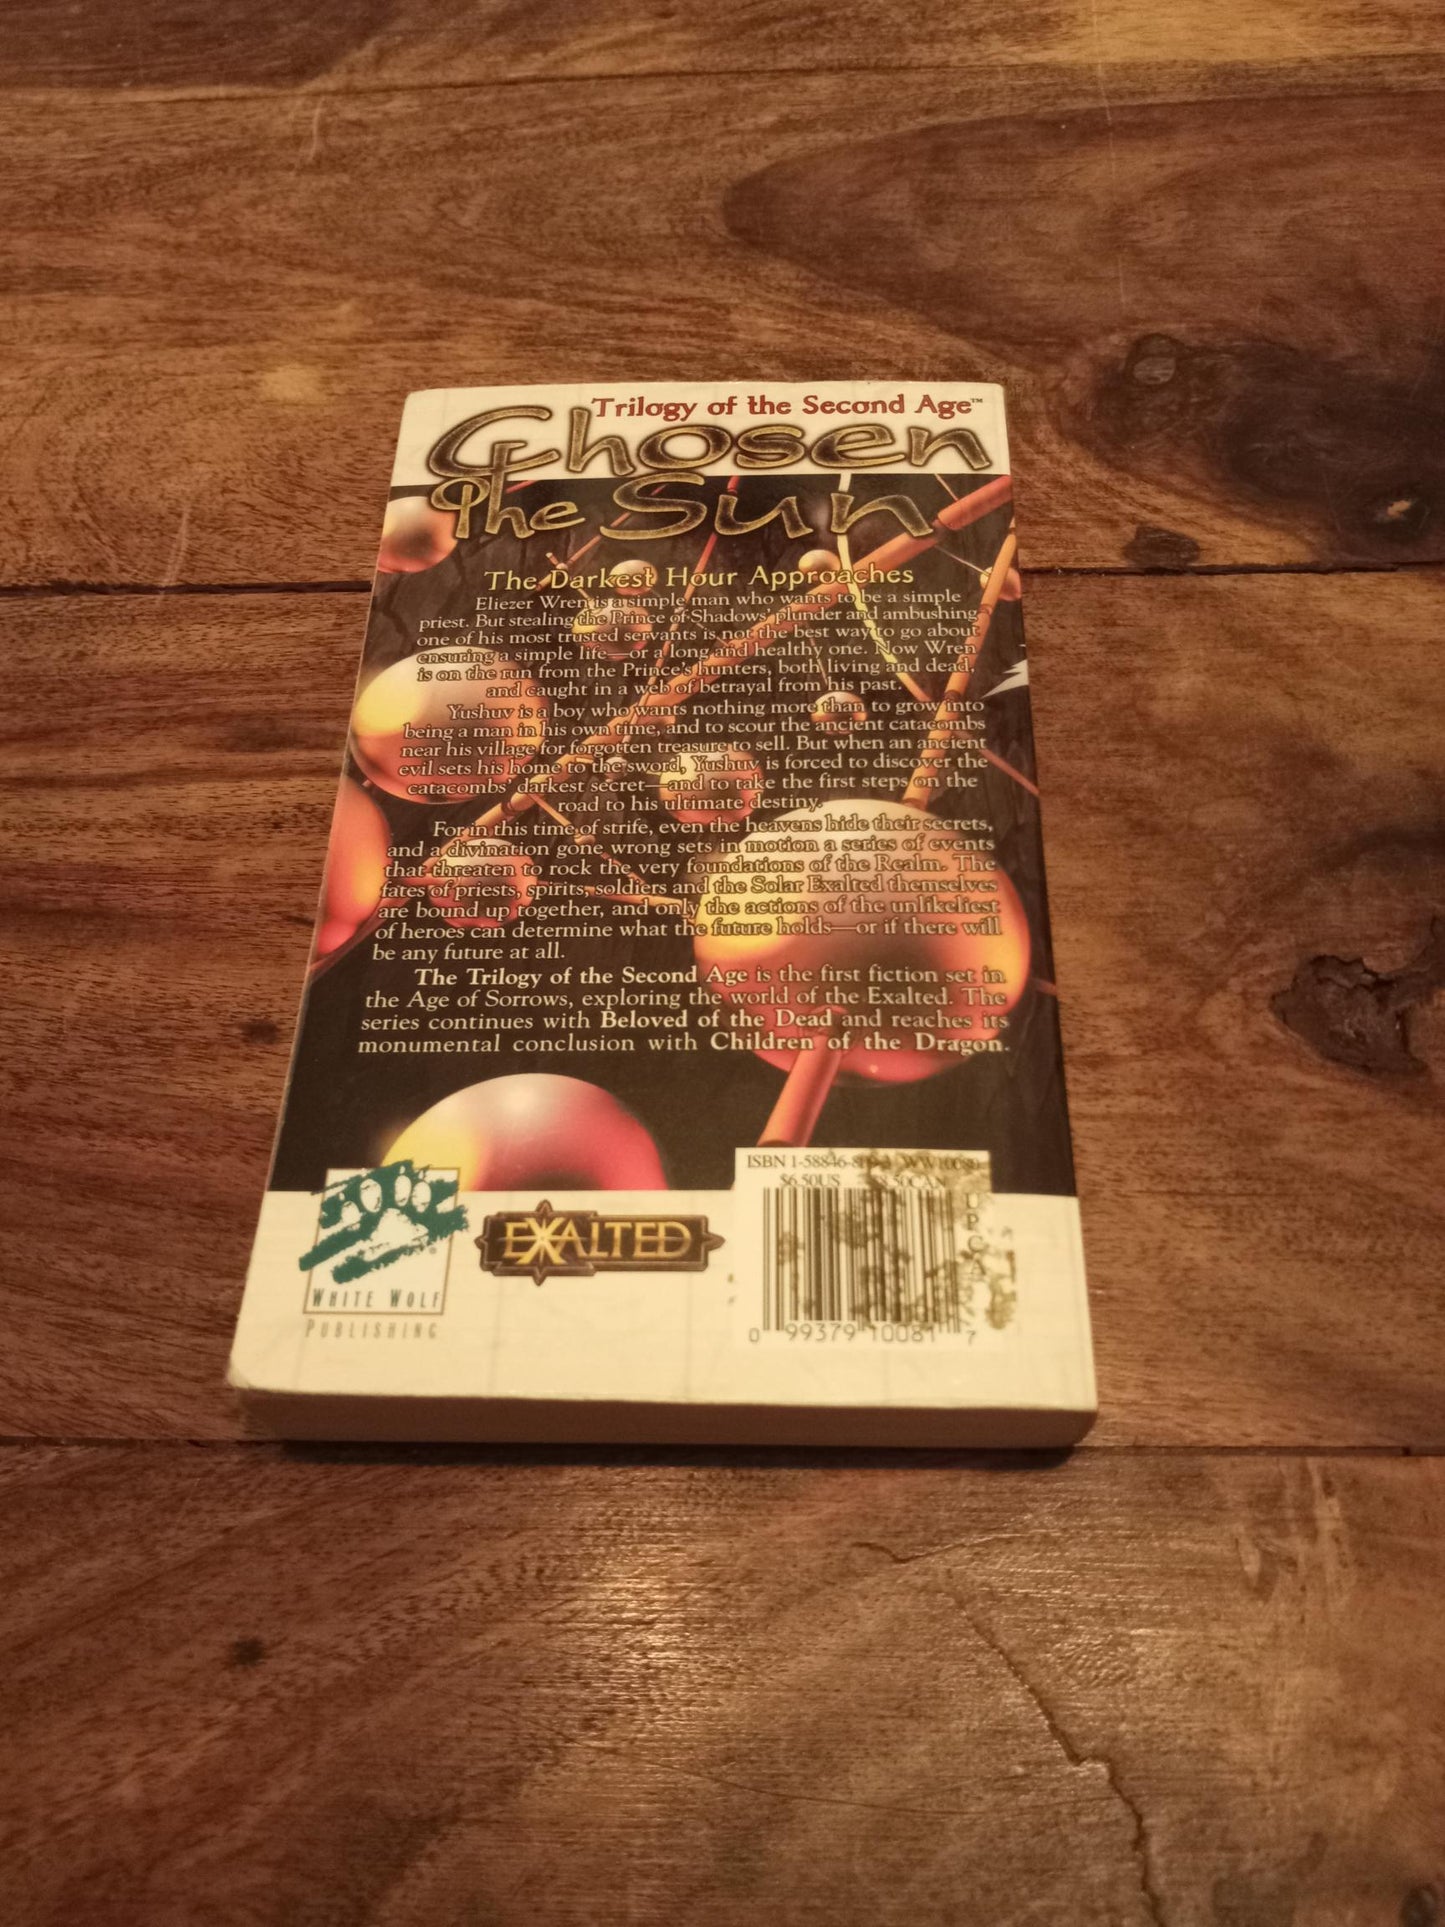 Trilogy of the Second Age™
Chosen
of the Sun
The Darkest Hour Approaches
Eliezer Wren is a simple man who wants to be a simple
priest. But stealing the Prince of Shadows' plunder and ambushing
one of his most trusted servants is not the best way to go about
ensuring a simple life—or a long and healthy one. Now Wren
is on the run from the Prince's hunters, both living and dead,
and caught in a web of betrayal from his past.
Yushuv is a boy who wants nothing more than to grow into
being a man in his own time, and to scour the ancient catacombs
near his village for forgotten treasure to sell. But when an ancient
evil sets his home to the sword, Yushuv is forced to discover the
catacombs' darkest secret—and to take the first steps on the
road to his ultimate destiny.
For in this time of strife, even the heavens hide their secrets,
and a divination gone wrong sets in motion a series of events
that threaten to rock the very foundations of the Realm. The
fates of priests, spirits, soldiers and the Solar Exalted themselves
are bound up together, and only the actions of the unlikeliest
of heroes can determine what the future holds—or if there will
be any future at all.
The Trilogy of the Second Age is the first fiction set in
the Age of Sorrows, exploring the world of the Exalted. The
series continues with Beloved of the Dead and reaches its
monumental conclusion with Children of the Dragon.
ISBN 1-58846-
$6.50US $8.50CAN
UPC A
EXALTED
WHITE WOLF
PUBLISHING
0 99379 10081 7